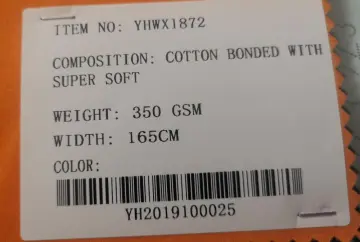 ITEM NO: YHWX1872
COMPOSITION: COTTON BONDED WITH
SUPER SOFT
WEIGHT: 350 GSM
WIDTH: 165CM
COLOR:
YH2019100025